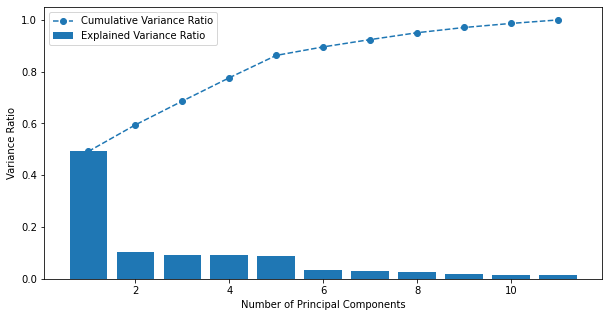 Cumulative Variance Ratio
Explained Variance Ratio
1.0
0.8
0.6
0.4
0.2
0.0
Variance Ratio
2 4 6 8 10
Number of Principal Components